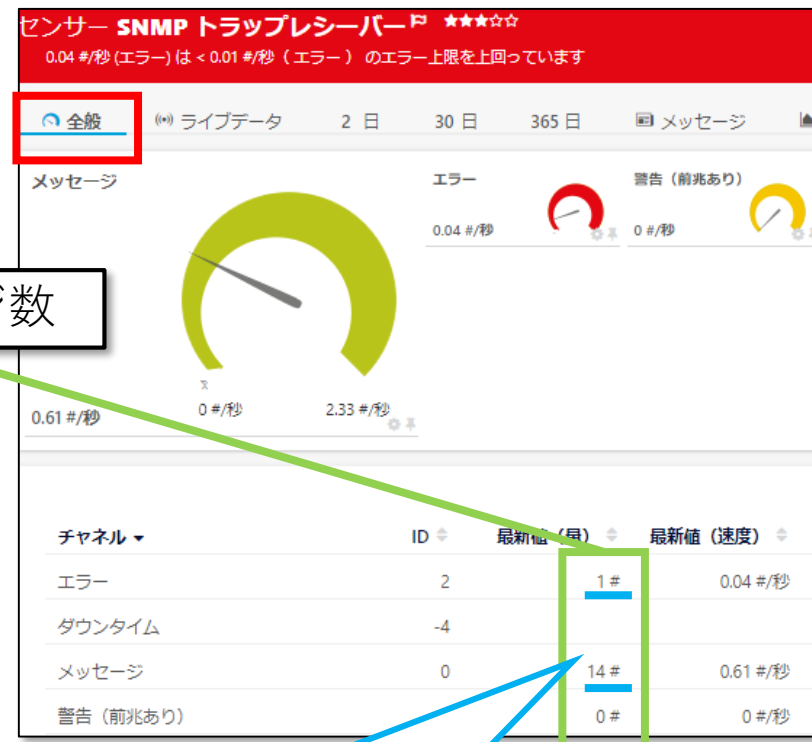 センサー SNMP トラップレシーバー ★★★☆☆
0.04 #/秒 (エラー) は < 0.01 #/秒 ( エラー ) のエラー上限を上回っています
全般 ライブデータ 2 日 30 日 365 日 メッセージ
メッセージ
エラー
警告（前兆あり）
0.04 #/秒
0 #/秒
数
0 #/秒
2.33 #/秒
0.61 #/秒
チャネル ID 最新値（量） 最新値（速度）
エラー 2 1 # 0.04 #/秒
ダウンタイム -4
メッセージ 0 14 # 0.61 #/秒
警告（前兆あり） 0 # 0 #/秒